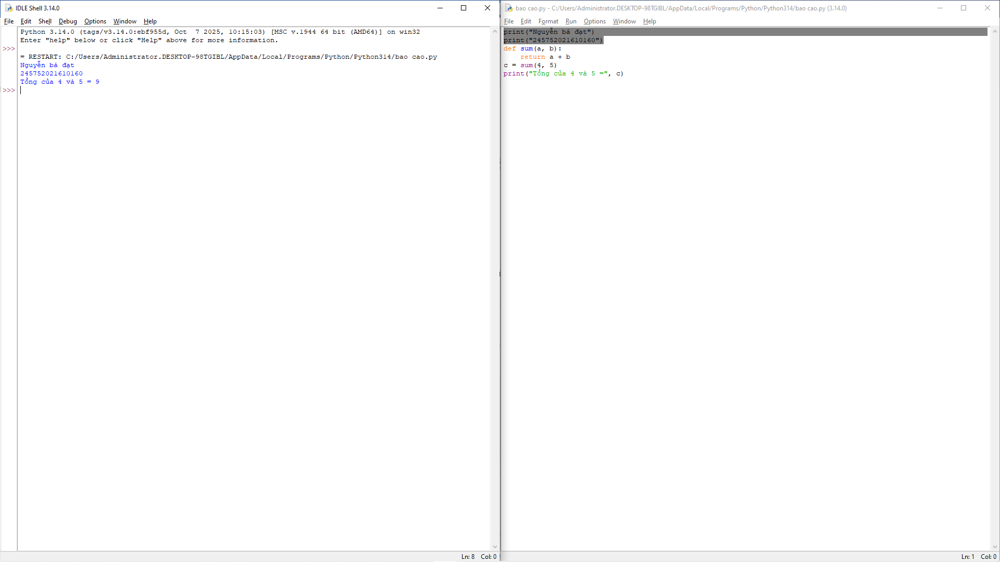 IDLE Shell 3.14.0
File Edit Shell Debug Options Window Help
Python 3.14.0 (tags/v3.14.0:ebf955d, Oct  7 2025, 10:15:03) [MSC v.1944 64 bit (AMD64)] on win32
Enter "help" below or click "Help" above for more information.
>>>
= RESTART: C:/Users/Administrator.DESKTOP-98TGIBL/AppData/Local/Programs/Python/Python314/bao cao.py
Nguyễn bá đạt
245752021610160
Tổng của 4 và 5 = 9
>>>
Ln: 8 Col: 0
bao cao.py - C:/Users/Administrator.DESKTOP-98TGIBL/AppData/Local/Programs/Python/Python314/bao cao.py (3.14.0)
File Edit Format Run Options Window Help
print("Nguyễn bá đạt")
print("245752021610160")
def sum(a, b):
    return a + b
c = sum(4, 5)
print("Tổng của 4 và 5 =", c)
Ln: 1 Col: 0